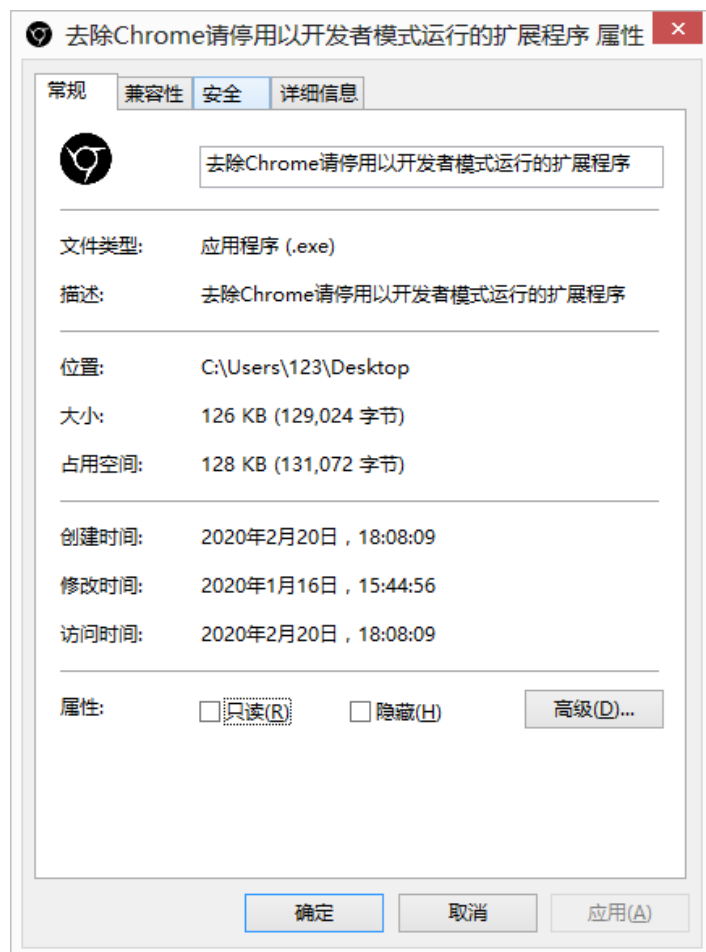 去除Chrome请停用以开发者模式运行的扩展程序 属性
常规 兼容性 安全 详细信息
去除Chrome请停用以开发者模式运行的扩展程序
文件类型: 应用程序 (.exe)
描述: 去除Chrome请停用以开发者模式运行的扩展程序
位置: C:\Users\123\Desktop
大小: 126 KB (129,024 字节)
占用空间: 128 KB (131,072 字节)
创建时间: 2020年2月20日，18:08:09
修改时间: 2020年1月16日，15:44:56
访问时间: 2020年2月20日，18:08:09
属性: 只读(R) 隐藏(H) 高级(D)...
确定 取消 应用(A)